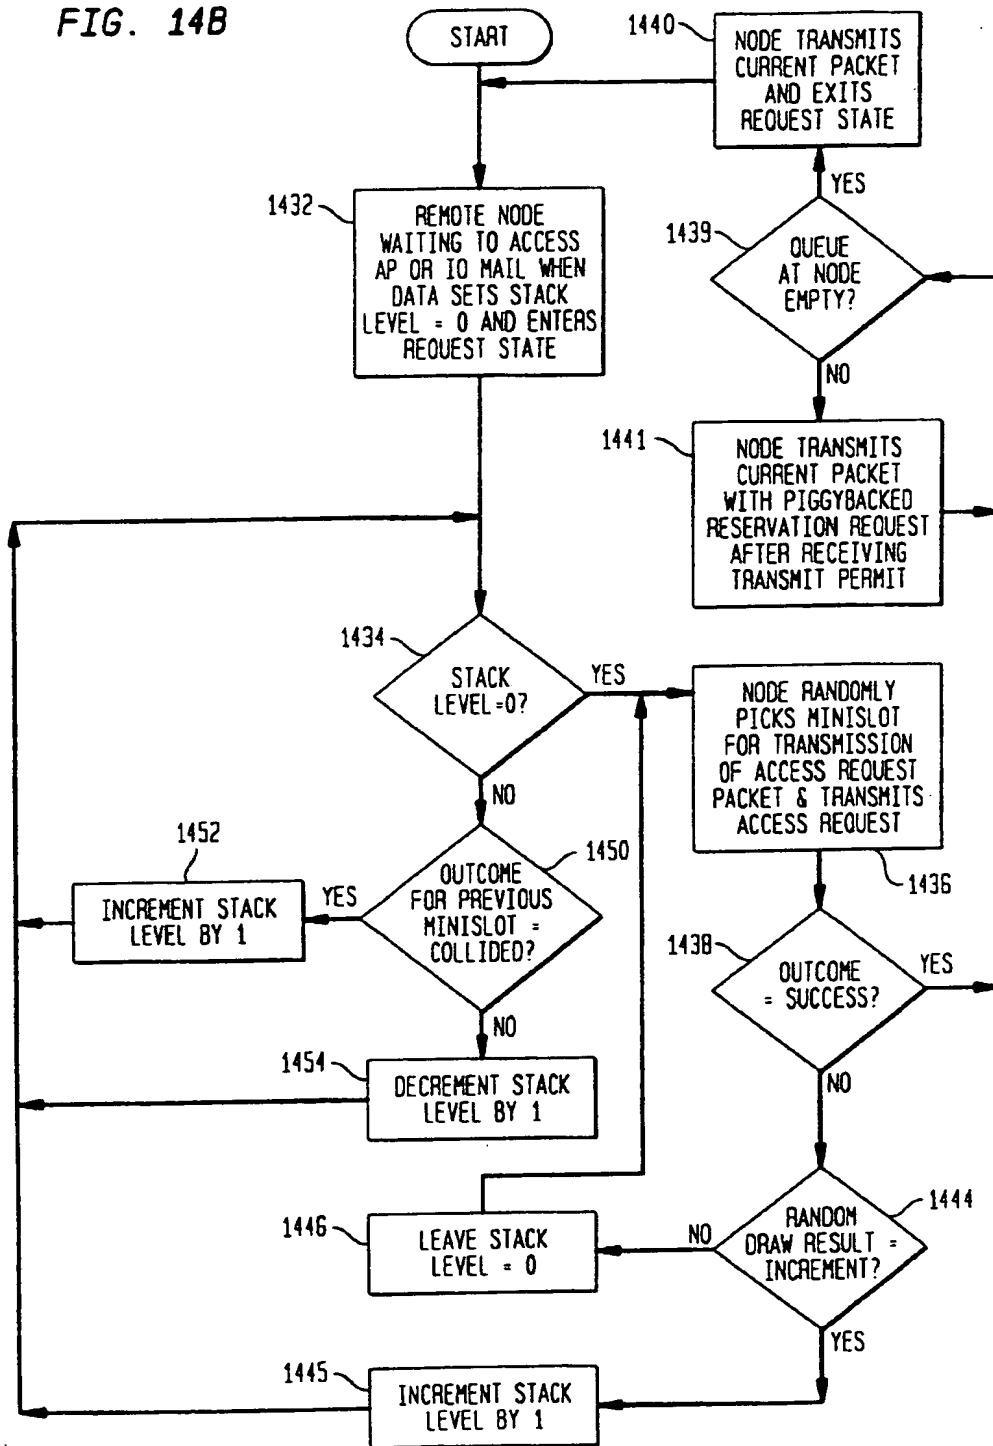 FIG. 14B
START
1440
NODE TRANSMITS
CURRENT PACKET
AND EXITS
REQUEST STATE
YES
1432
REMOTE NODE
WAITING TO ACCESS
AP OR IO MAIL WHEN
DATA SETS STACK
LEVEL = 0 AND ENTERS
REQUEST STATE
1439
QUEUE
AT NODE
EMPTY?
NO
1441
NODE TRANSMITS
CURRENT PACKET
WITH PIGGYBACKED
RESERVATION REQUEST
AFTER RECEIVING
TRANSMIT PERMIT
1434
STACK
LEVEL=0?
YES
NO
NODE RANDOMLY
PICKS MINISLOT
FOR TRANSMISSION
OF ACCESS REQUEST
PACKET & TRANSMITS
ACCESS REQUEST
1436
1452
INCREMENT STACK
LEVEL BY 1
YES
1450
OUTCOME
FOR PREVIOUS
MINISLOT =
COLLIDED?
NO
1438
OUTCOME
= SUCCESS?
YES
NO
1454
DECREMENT STACK
LEVEL BY 1
1444
RANDOM
DRAW RESULT =
INCREMENT?
NO
YES
1446
LEAVE STACK
LEVEL = 0
1445
INCREMENT STACK
LEVEL BY 1